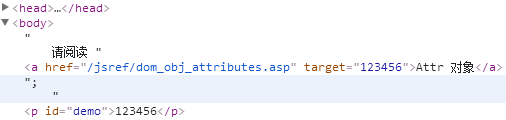 <head>…</head>
<body>
"
请阅读 "
<a href="/jsref/dom_obj_attributes.asp" target="123456">Attr 对象</a>
";
"
<p id="demo">123456</p>